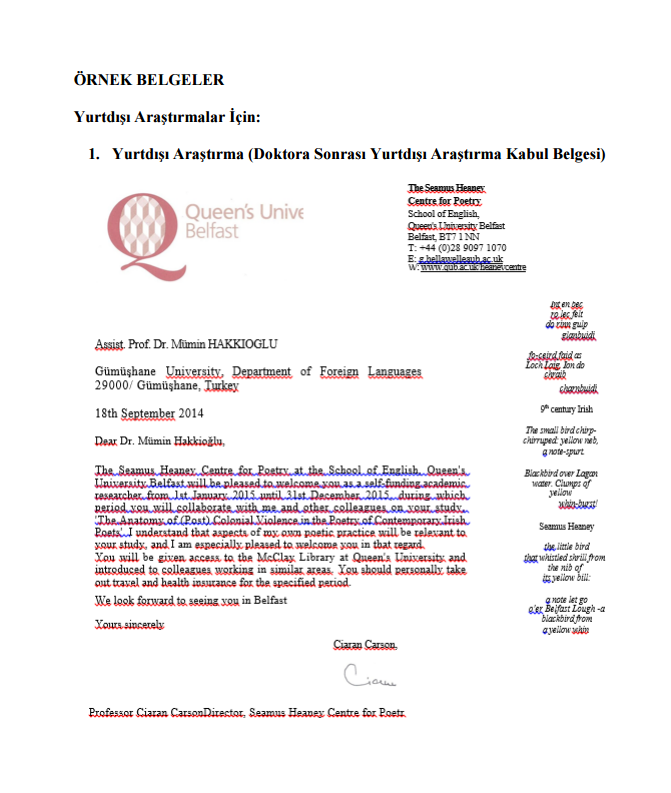 ÖRNEK BELGELER
Yurtdışı Araştırmalar İçin:
1. Yurtdışı Araştırma (Doktora Sonrası Yurtdışı Araştırma Kabul Belgesi)
Queen's Unive
Belfast
The Seamus Heaney
Centre for Poetry
School of English,
Queen's University Belfast
Belfast, BT7 1NN
T: +44 (0)28 9097 1070
E: g.hellawelleaub.ac.uk
W: www.qub.ac.uk/heaneycentre
Assist. Prof. Dr. Mümin HAKKIOGLU
Gümüşhane University, Department of Foreign Languages
29000/ Gümüşhane, Turkey
18th September 2014
Dear Dr. Mümin Hakkioğlu,
The Seamus Heaney Centre for Poetry at the School of English, Queen's
University Belfast will be pleased to welcome you as a self-funding academic
researcher from 1st January 2015 until 31st December 2015, during which
period you will collaborate with me and other colleagues on your study,
'The Anatomy of (Post) Colonial Violence in the Poetry of Contemporary Irish
Poets'. I understand that aspects of my own poetic practice will be relevant to
your study, and I am especially pleased to welcome you in that regard.
You will be given access to the McClay Library at Queen's University and
introduced to colleagues working in similar areas. You should personally take
out travel and health insurance for the specified period.
We look forward to seeing you in Belfast
Yours sincerely
Ciaran Carson
Ciaran
Professor Ciaran CarsonDirector, Seamus Heaney Centre for Poetr
int en bec
ro lec feit
do rinn guip
glanbuidi
fo-ceird faid as
Loch Laig, lon do
chraib
charnbuidi
9th century Irish
The small bird chirp-
chirruped: yellow neb,
a note-spurt.
Blackbird over Lagan
water. Clumps of
yellow
whin-burst!
Seamus Heaney
the little bird
that whistled shrill from
the nib of
its yellow bill:
a note let go
o'er Belfast Lough -a
blackbird from
a yellow whin